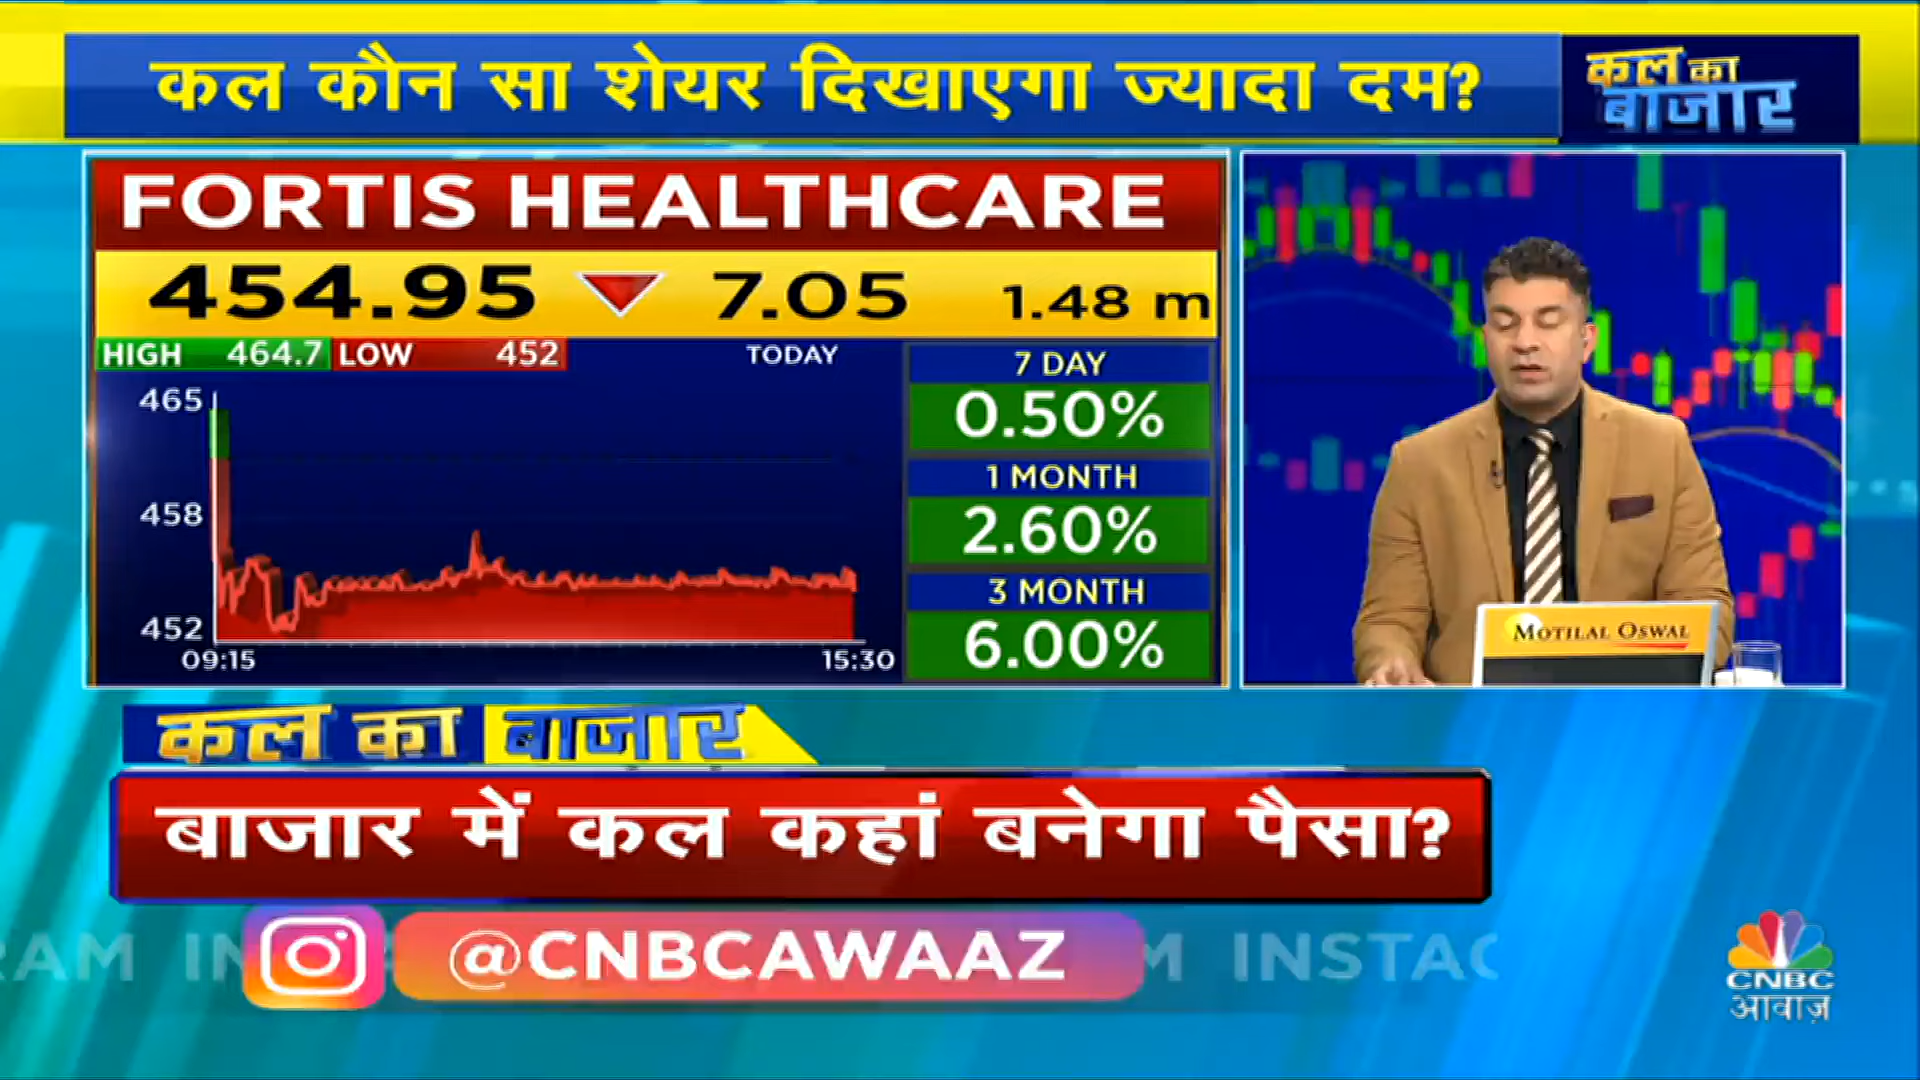 कल कौन सा शेयर दिखाएगा ज्यादा दम?
कल का
बाजार
FORTIS HEALTHCARE
454.95 7.05 1.48 m
HIGH 464.7 LOW 452 TODAY
7 DAY
0.50%
1 MONTH
2.60%
3 MONTH
6.00%
465
458
452
09:15 15:30
MOTILAL OSWAL
कल का बाजार
बाजार में कल कहां बनेगा पैसा?
@CNBCAWAAZ
CNBC
आवाज़